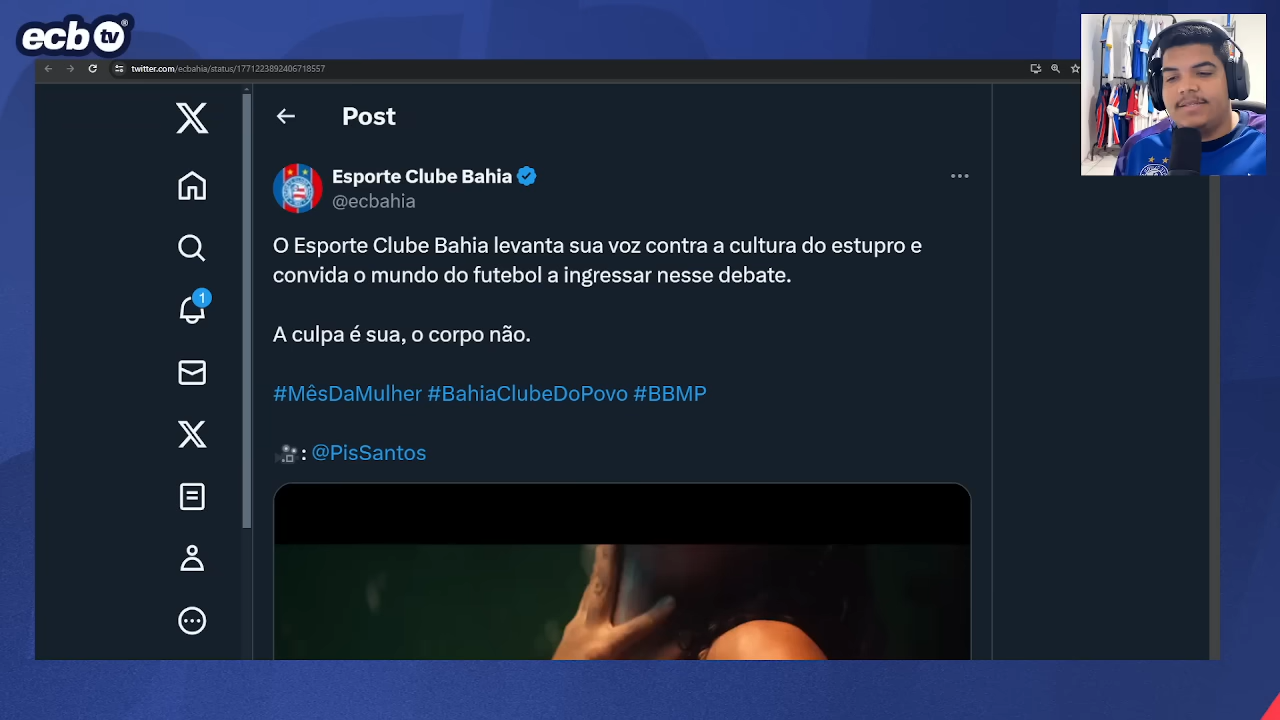 ecb tv
twitter.com/ecbahia/status/1771223892406718557
Post
Esporte Clube Bahia
@ecbahia
O Esporte Clube Bahia levanta sua voz contra a cultura do estupro e
convida o mundo do futebol a ingressar nesse debate.
A culpa é sua, o corpo não.
#MêsDaMulher #BahiaClubeDoPovo #BBMP
: @PisSantos
1